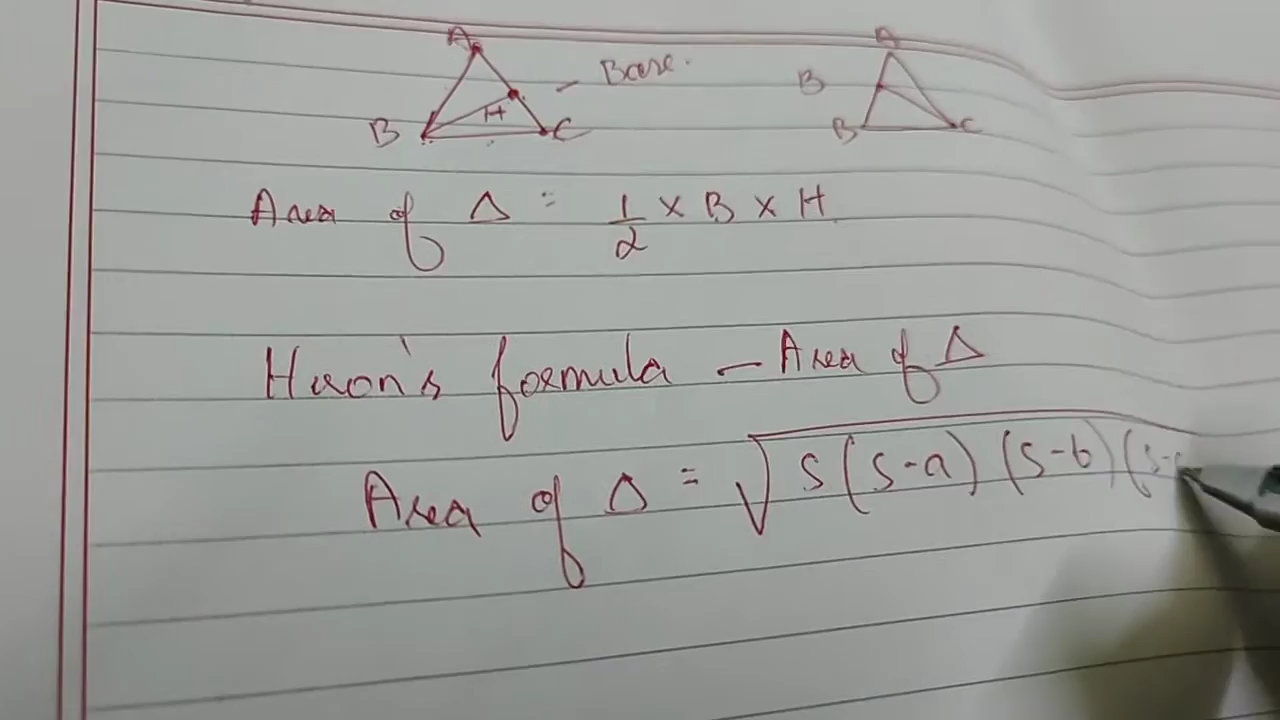 A A
Base. B
B H C B C
Area of Δ = 1/2 × B × H
Heron's formula – Area of Δ
Area of Δ = √s(s-a)(s-b)(s-